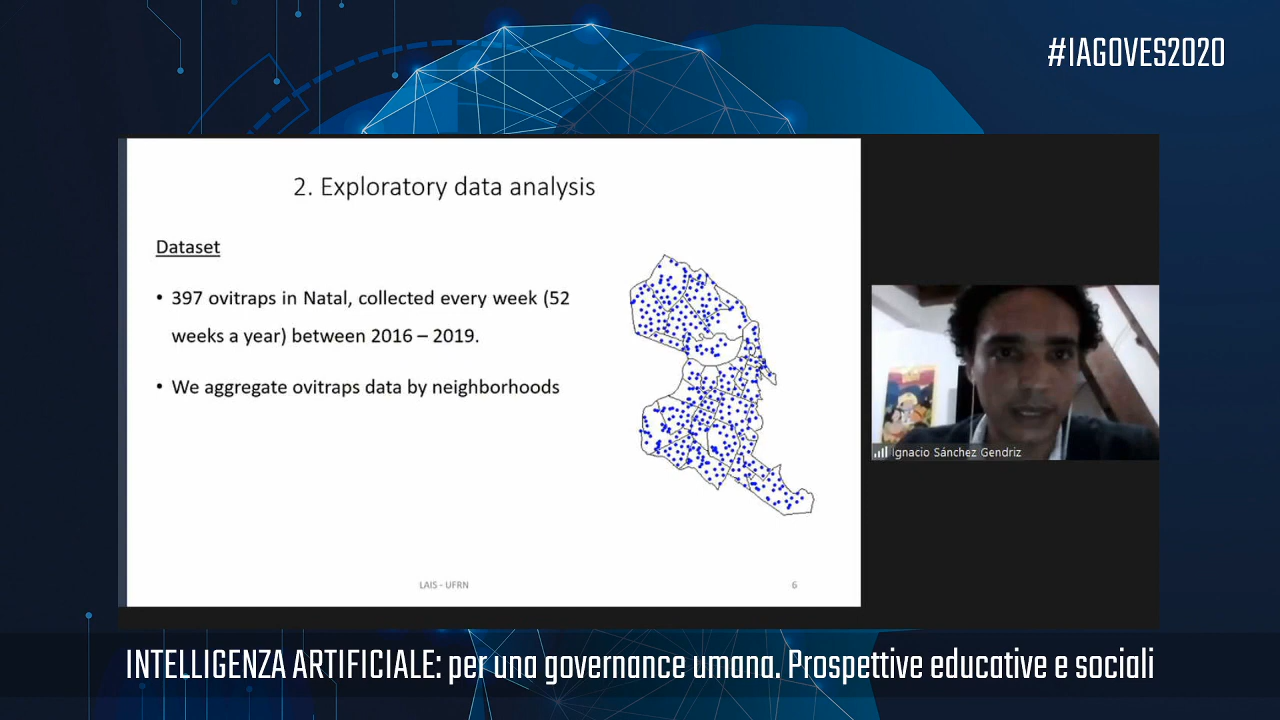 #IAGOVES2020
2. Exploratory data analysis
Dataset
• 397 ovitraps in Natal, collected every week (52
weeks a year) between 2016 – 2019.
• We aggregate ovitraps data by neighborhoods
Ignacio Sánchez Gendriz
LAIS - UFRN
6
INTELLIGENZA ARTIFICIALE: per una governance umana. Prospettive educative e sociali